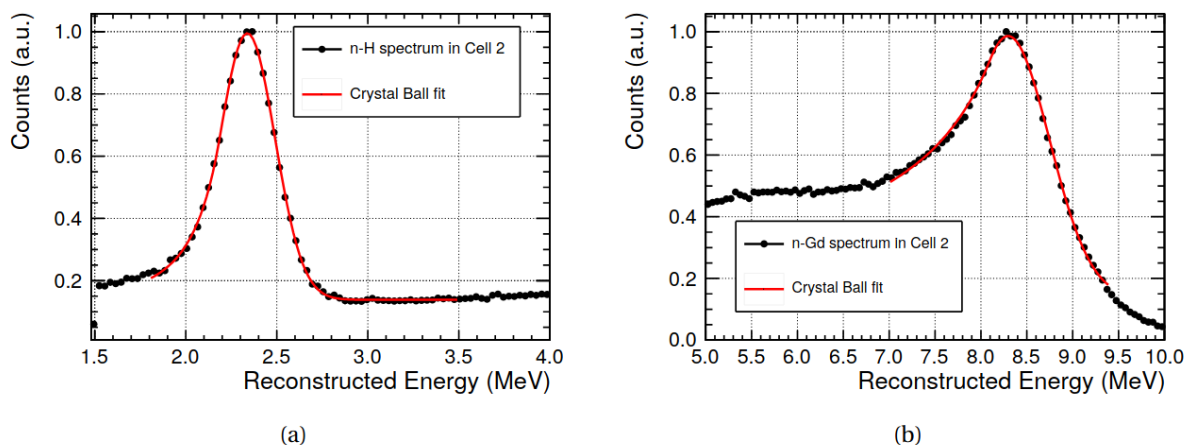 Counts (a.u.)
1.0
0.8
0.6
0.4
0.2
n-H spectrum in Cell 2
Crystal Ball fit
1.5 2.0 2.5 3.0 3.5 4.0
Reconstructed Energy (MeV)
(a)
Counts (a.u.)
1.0
0.8
0.6
0.4
0.2
0.0
n-Gd spectrum in Cell 2
Crystal Ball fit
5.0 5.5 6.0 6.5 7.0 7.5 8.0 8.5 9.0 9.5 10.0
Reconstructed Energy (MeV)
(b)